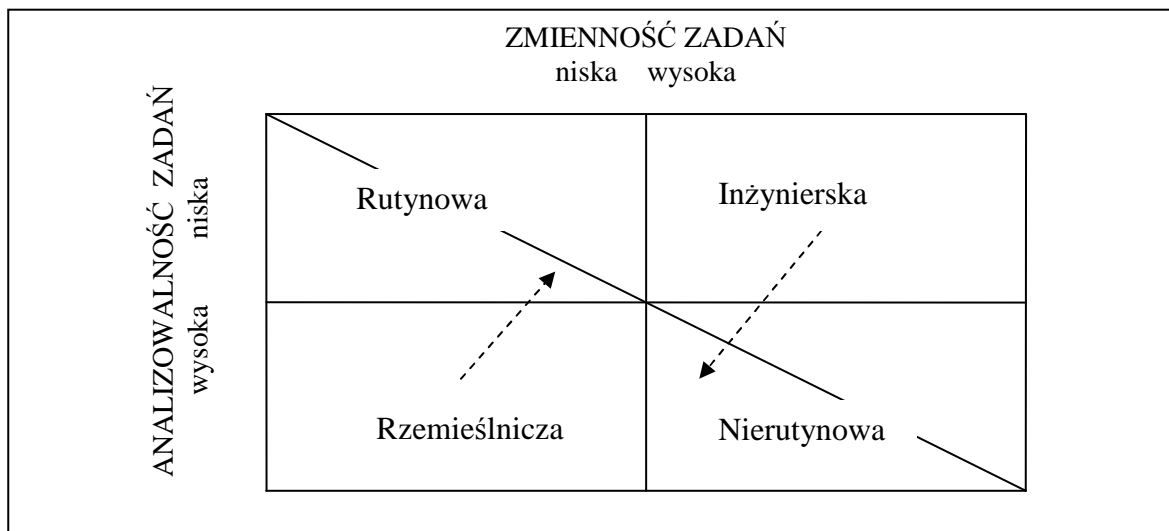 ZMIENNOŚĆ ZADAŃ
niska wysoka
ANALIZOWALNOŚĆ ZADAŃ
wysoka niska
Rutynowa
Inżynierska
Rzemieślnicza
Nierutynowa